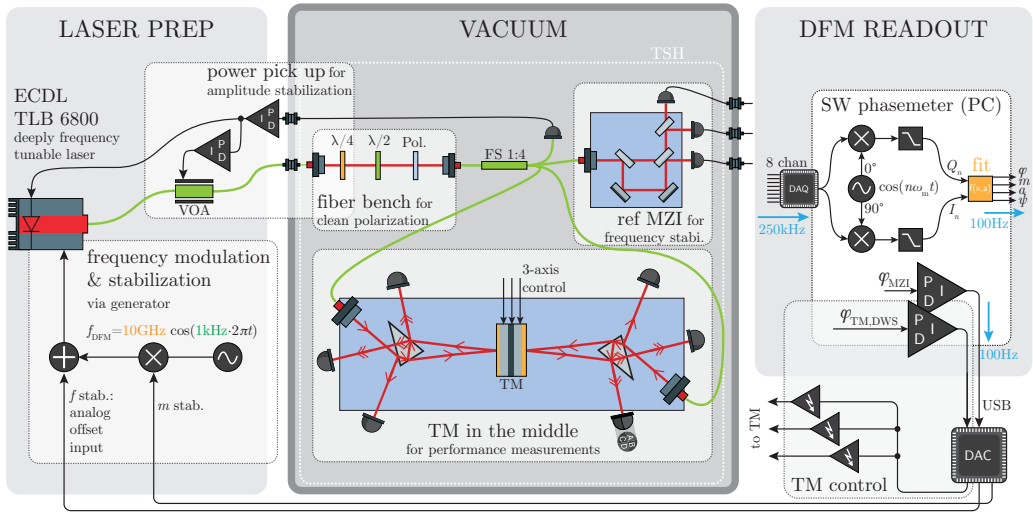 LASER PREP
ECDL
TLB 6800
deeply frequency
tunable laser
power pick up for
amplitude stabilization
I P D
I P D
VOA
frequency modulation
& stabilization
via generator
f_DFM=10GHz cos(1kHz·2πt)
f stab.:
analog
offset
input
m stab.
VACUUM
TSH
λ/4 λ/2 Pol.
FS 1:4
fiber bench for
clean polarization
ref MZI for
frequency stabi.
3-axis
control
TM
A B C D
TM in the middle
for performance measurements
DFM READOUT
SW phasemeter (PC)
8 chan
DAQ
250kHz
0°
cos(nω_m t)
90°
Q_n
I_n
fit
f(x,a)
φ
m
a
ψ
100Hz
φ_MZI
P I D
φ_TM,DWS
P I D
100Hz
USB
to TM
DAC
TM control